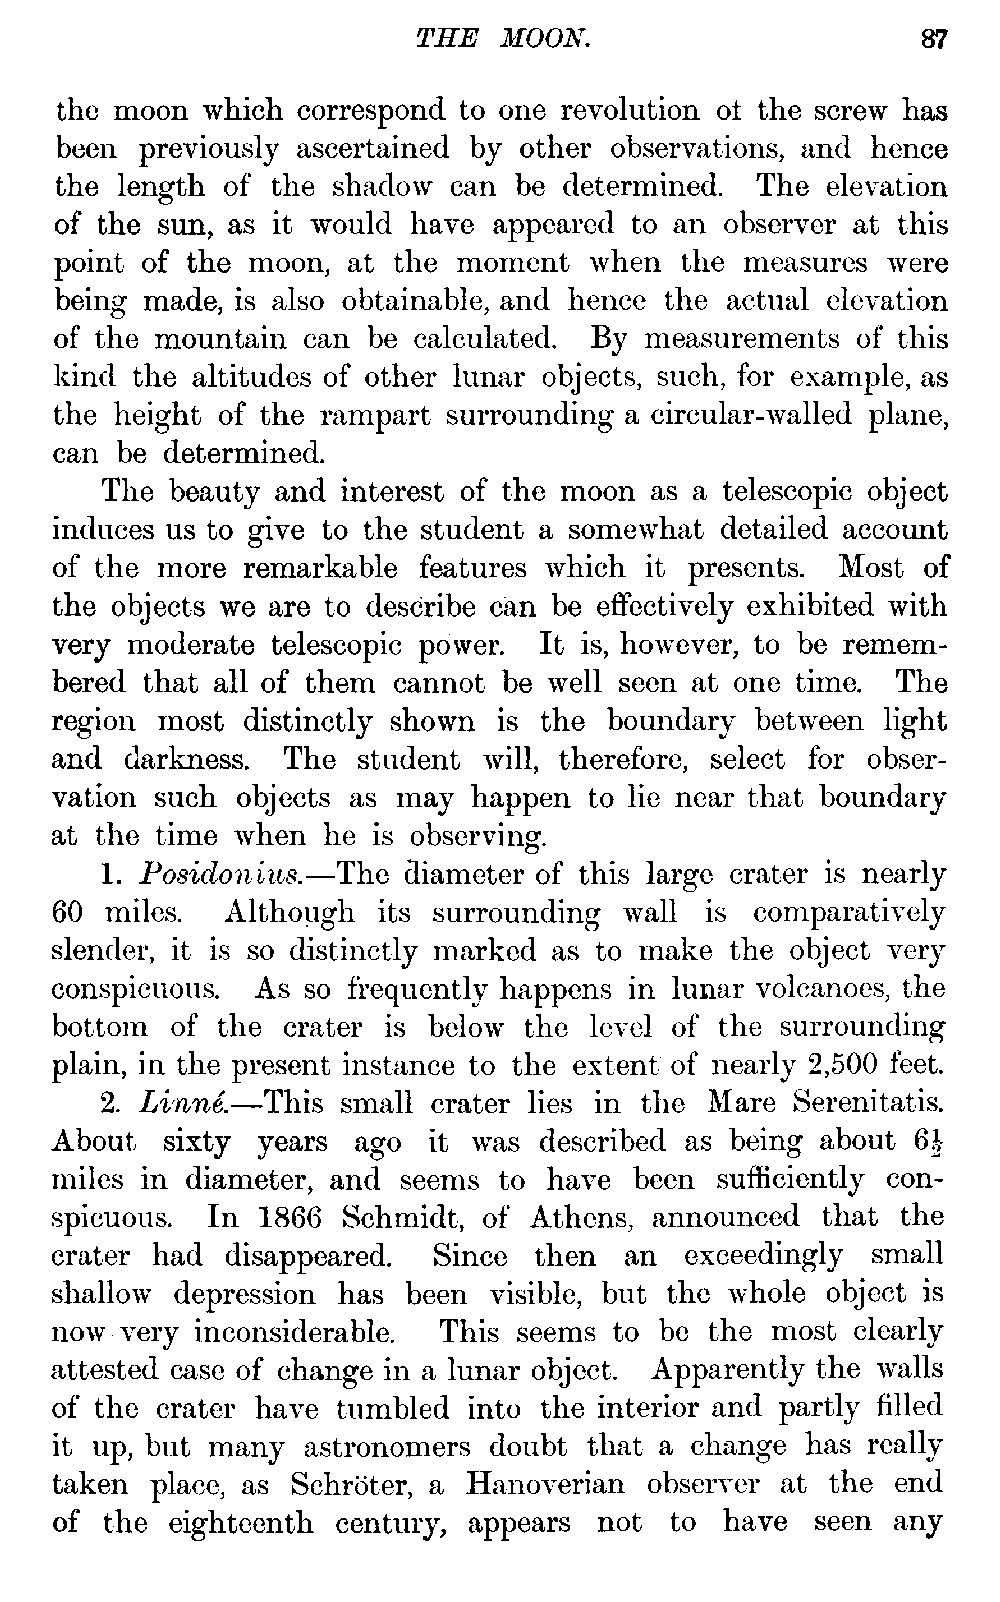 THE MOON. 87
the moon which correspond to one revolution ot the screw has
been previously ascertained by other observations, and hence
the length of the shadow can be determined. The elevation
of the sun, as it would have appeared to an observer at this
point of the moon, at the moment when the measures were
being made, is also obtainable, and hence the actual elevation
of the mountain can be calculated. By measurements of this
kind the altitudes of other lunar objects, such, for example, as
the height of the rampart surrounding a circular-walled plane,
can be determined.
The beauty and interest of the moon as a telescopic object
induces us to give to the student a somewhat detailed account
of the more remarkable features which it presents. Most of
the objects we are to describe can be effectively exhibited with
very moderate telescopic power. It is, however, to be remem-
bered that all of them cannot be well seen at one time. The
region most distinctly shown is the boundary between light
and darkness. The student will, therefore, select for obser-
vation such objects as may happen to lie near that boundary
at the time when he is observing.
1. Posidonius.—The diameter of this large crater is nearly
60 miles. Although its surrounding wall is comparatively
slender, it is so distinctly marked as to make the object very
conspicuous. As so frequently happens in lunar volcanoes, the
bottom of the crater is below the level of the surrounding
plain, in the present instance to the extent of nearly 2,500 feet.
2. Linné.—This small crater lies in the Mare Serenitatis.
About sixty years ago it was described as being about 6½
miles in diameter, and seems to have been sufficiently con-
spicuous. In 1866 Schmidt, of Athens, announced that the
crater had disappeared. Since then an exceedingly small
shallow depression has been visible, but the whole object is
now very inconsiderable. This seems to be the most clearly
attested case of change in a lunar object. Apparently the walls
of the crater have tumbled into the interior and partly filled
it up, but many astronomers doubt that a change has really
taken place, as Schröter, a Hanoverian observer at the end
of the eighteenth century, appears not to have seen any